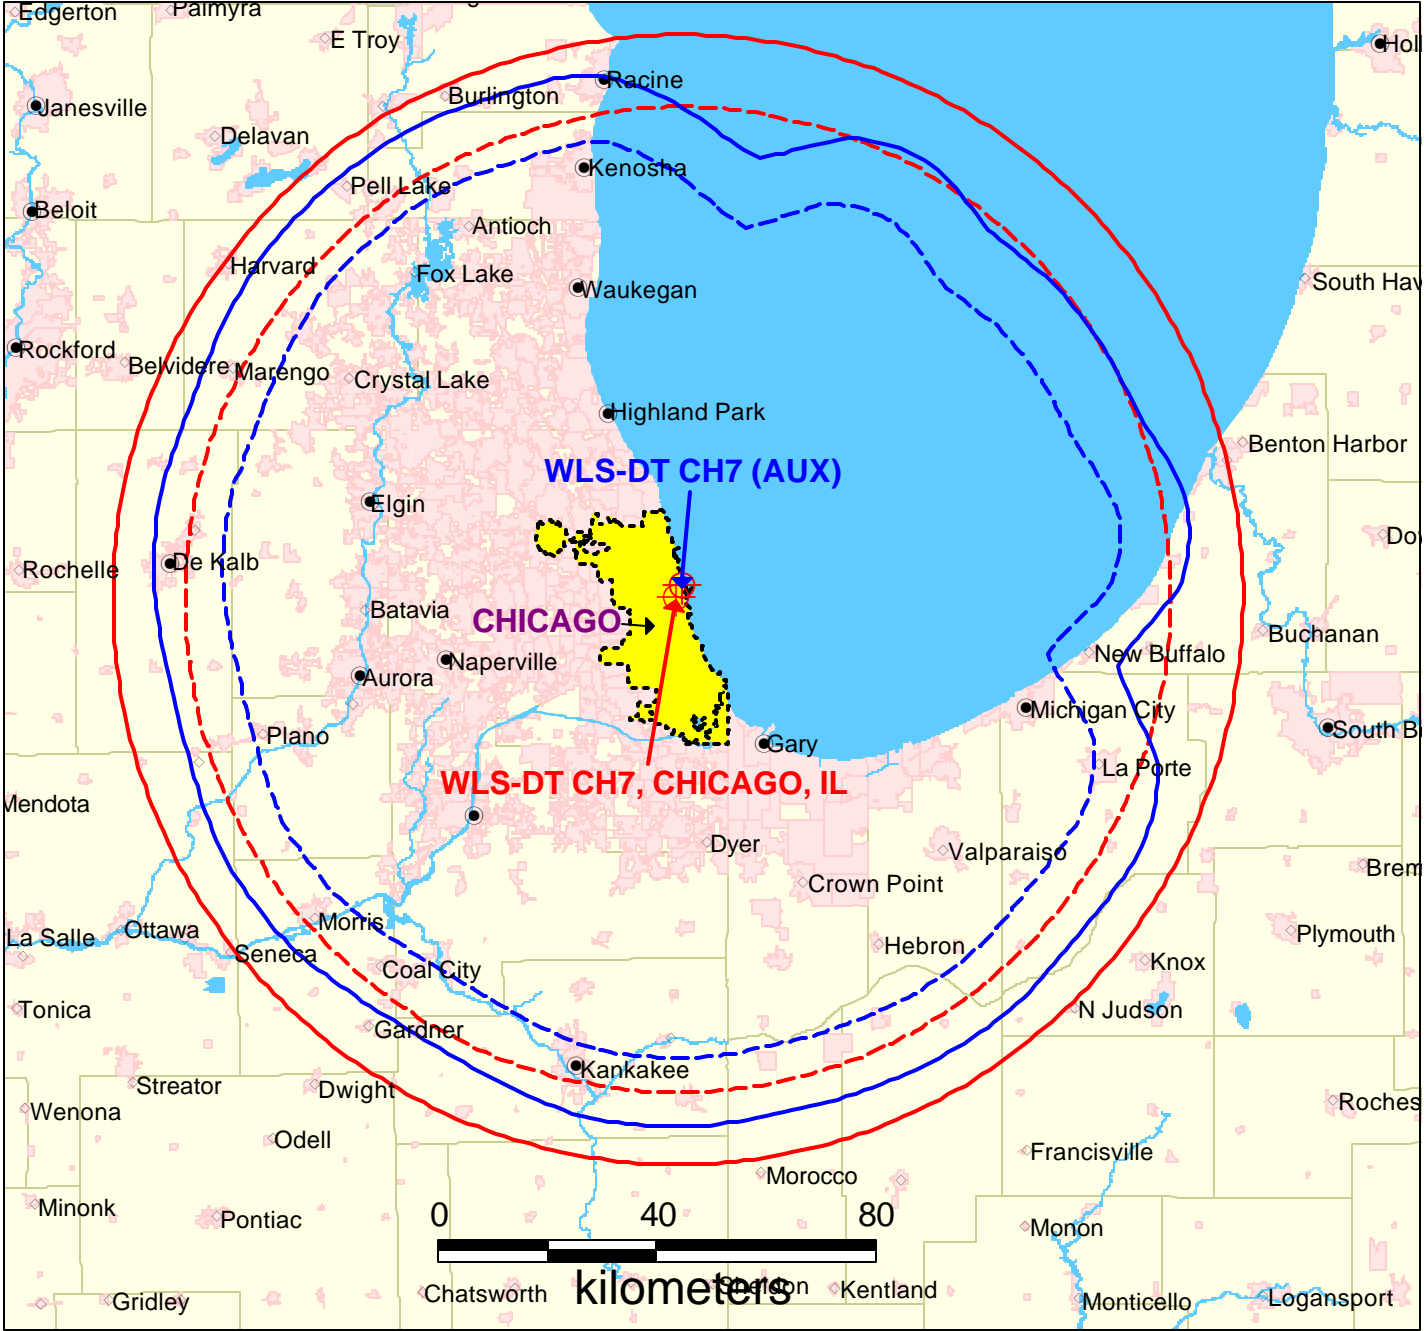 Edgerton
Palmyra
E Troy
Racine
Burlington
Janesville
Delavan
Kenosha
Pell Lake
Beloit
Antioch
Harvard
Fox Lake
South Hav
Waukegan
Rockford
Belvidere
Marengo
Crystal Lake
Highland Park
Benton Harbor
WLS-DT CH7 (AUX)
Elgin
De Kalb
Rochelle
Batavia
CHICAGO
Buchanan
New Buffalo
Naperville
Aurora
Michigan City
Plano
Gary
South Be
La Porte
WLS-DT CH7, CHICAGO, IL
Mendota
Dyer
Valparaiso
Brem
Crown Point
Morris
Ottawa
La Salle
Plymouth
Hebron
Seneca
Coal City
Knox
Tonica
N Judson
Gardner
Kankakee
Streator
Dwight
Wenona
Roches
Odell
Francisville
Morocco
Minonk
Pontiac
0 40 80
Monon
kilometers
Sheldon
Kentland
Chatsworth
Gridley
Monticello
Logansport